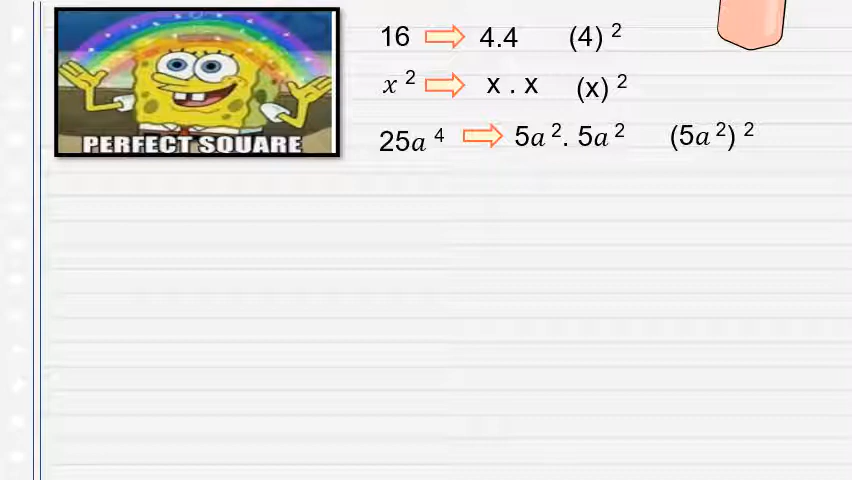 16 ⇨ 4.4 (4) ²
x ² ⇨ x . x (x) ²
25a ⁴ ⇨ 5a ². 5a ² (5a ²) ²
PERFECT SQUARE